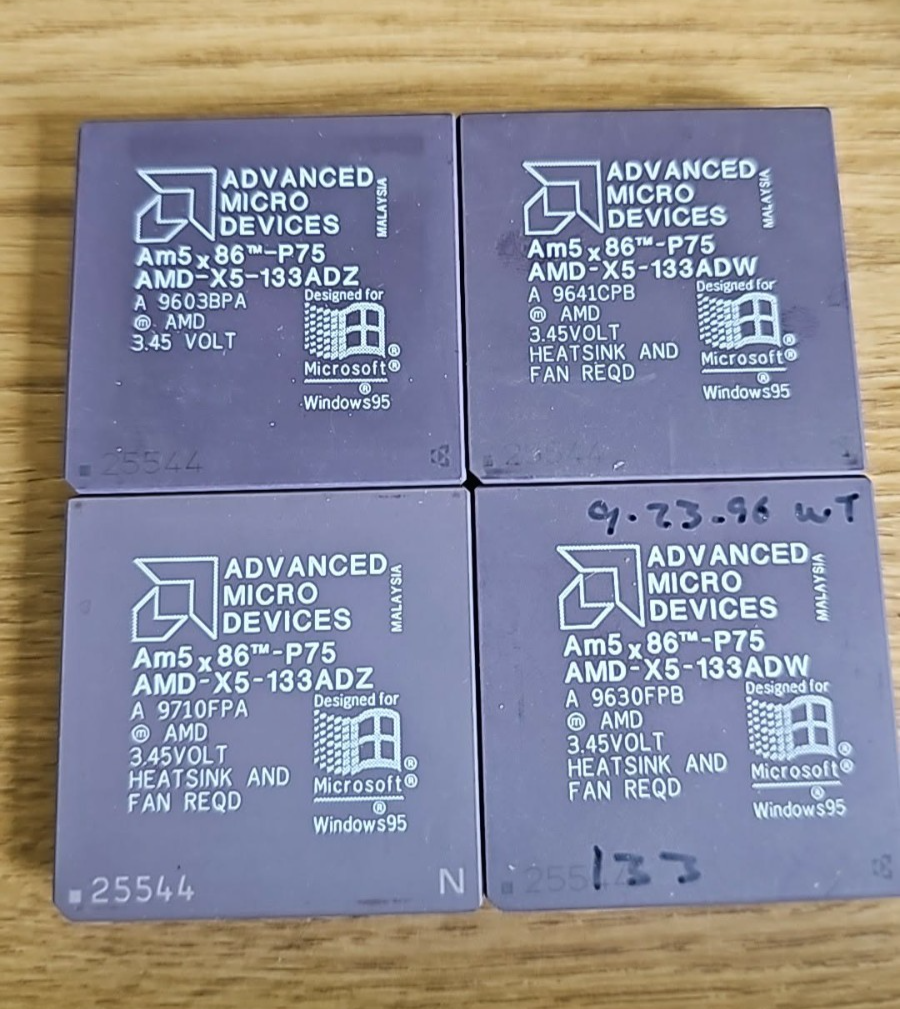 ADVANCED
MICRO
DEVICES
MALAYSIA
Am5x86™-P75
AMD-X5-133ADZ
A 9603BPA
ⓜ AMD
3.45 VOLT
Designed for
Microsoft®
®
Windows95
25544
ADVANCED
MICRO
DEVICES
MALAYSIA
Am5x86™-P75
AMD-X5-133ADW
A 9641CPB
ⓜ AMD
3.45VOLT
HEATSINK AND
FAN REQD
Designed for
®
Microsoft®
®
Windows95
25544
ADVANCED
MICRO
DEVICES
MALAYSIA
Am5x86™-P75
AMD-X5-133ADZ
A 9710FPA
ⓜ AMD
3.45VOLT
HEATSINK AND
FAN REQD
Designed for
®
Microsoft®
®
Windows95
25544
N
9.23.96 WT
ADVANCED
MICRO
DEVICES
MALAYSIA
Am5x86™-P75
AMD-X5-133ADW
A 9630FPB
ⓜ AMD
3.45VOLT
HEATSINK AND
FAN REQD
Designed for
®
Microsoft®
®
Windows95
25544
133